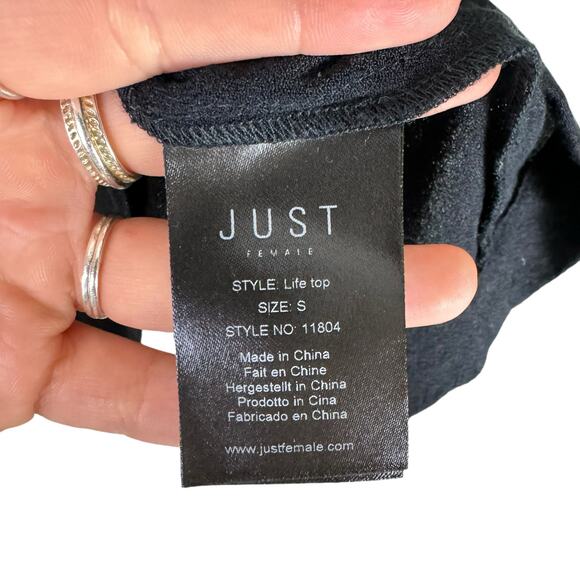 JUST
FEMALE
STYLE: Life top
SIZE: S
STYLE NO: 11804
Made in China
Fait en Chine
Hergestellt in China
Prodotto in Cina
Fabricado en China
www.justfemale.com